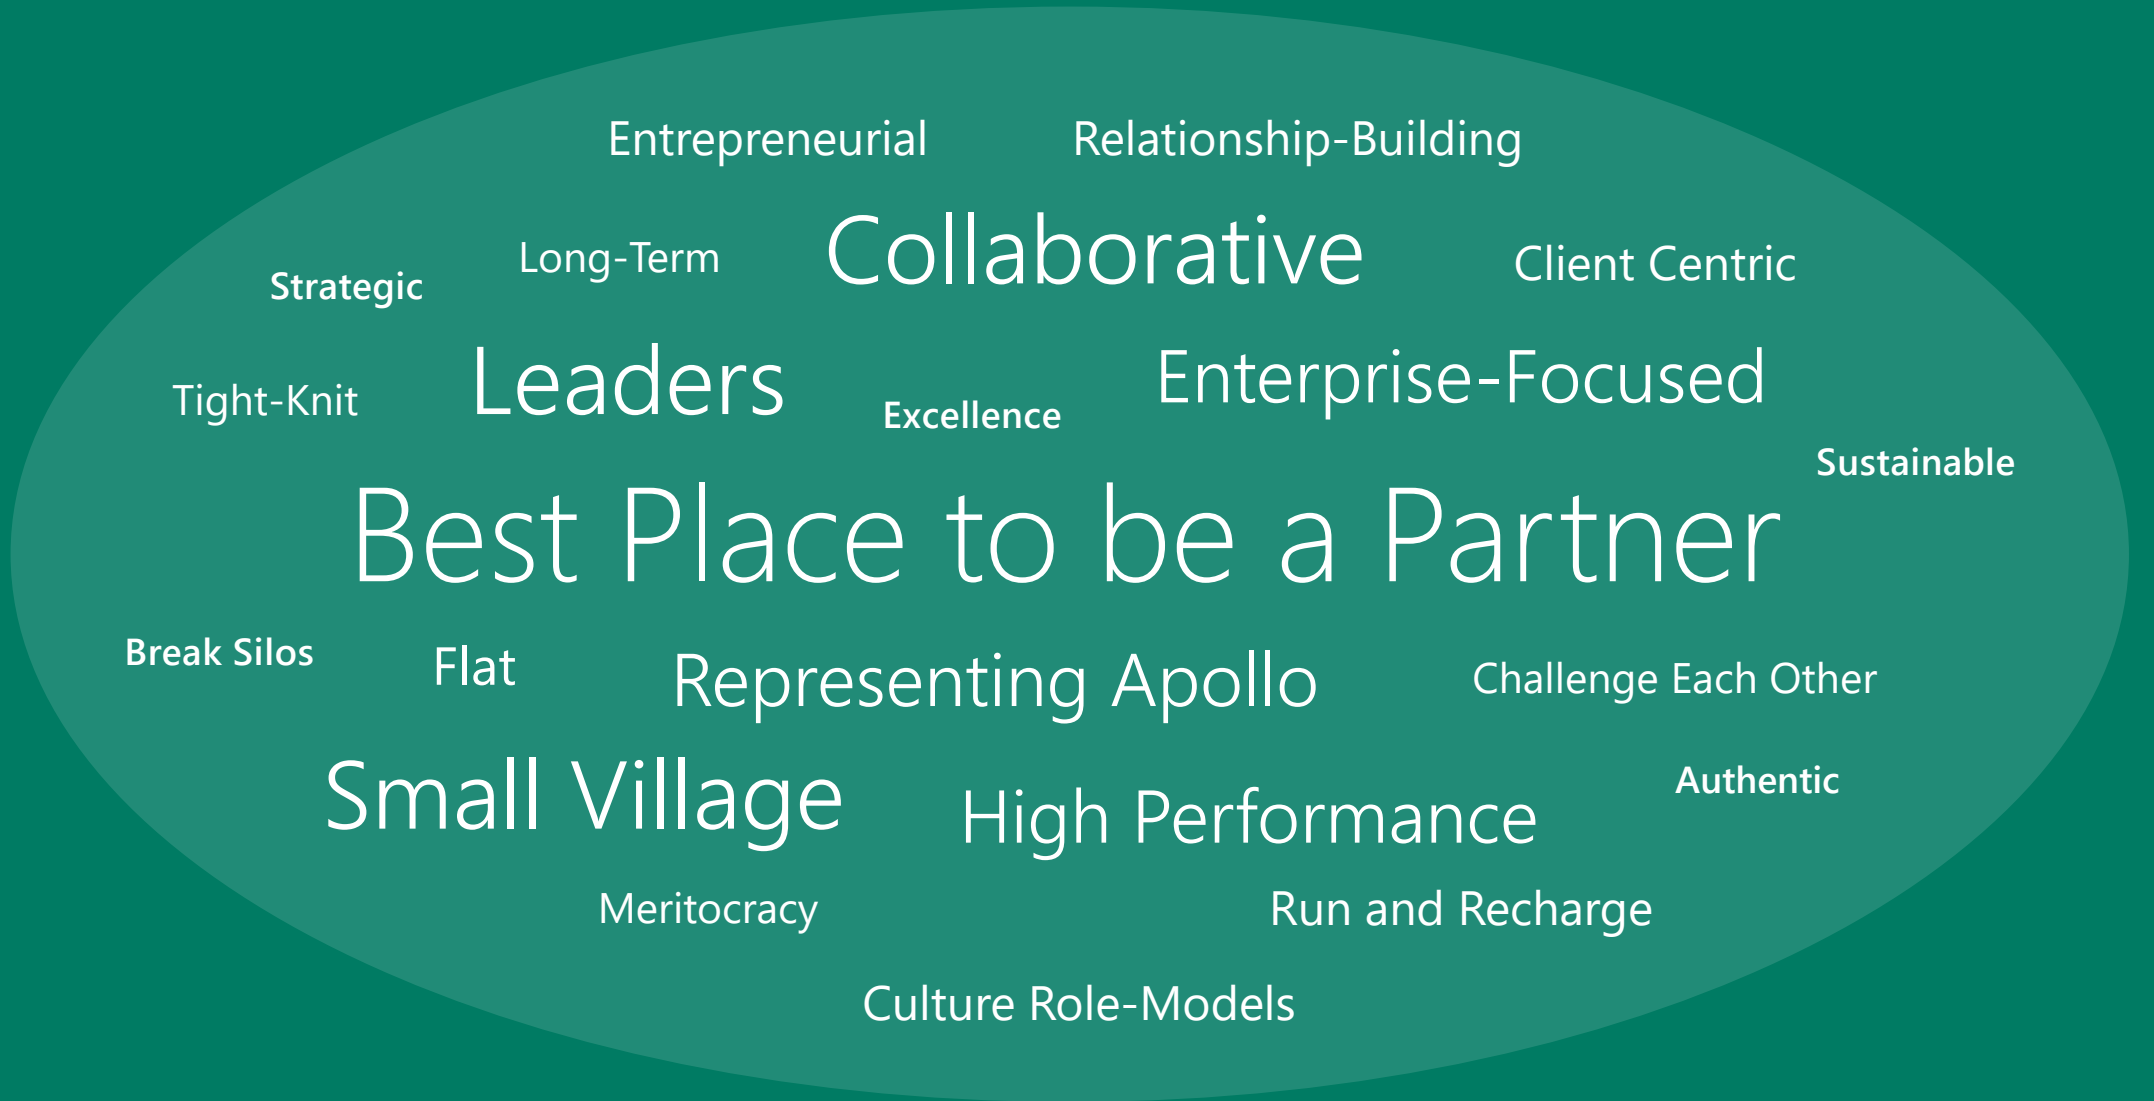 Entrepreneurial Relationship-Building
Strategic Long-Term Collaborative Client Centric
Tight-Knit Leaders Excellence Enterprise-Focused
Sustainable
Best Place to be a Partner
Break Silos Flat Representing Apollo Challenge Each Other
Small Village High Performance Authentic
Meritocracy Run and Recharge
Culture Role-Models